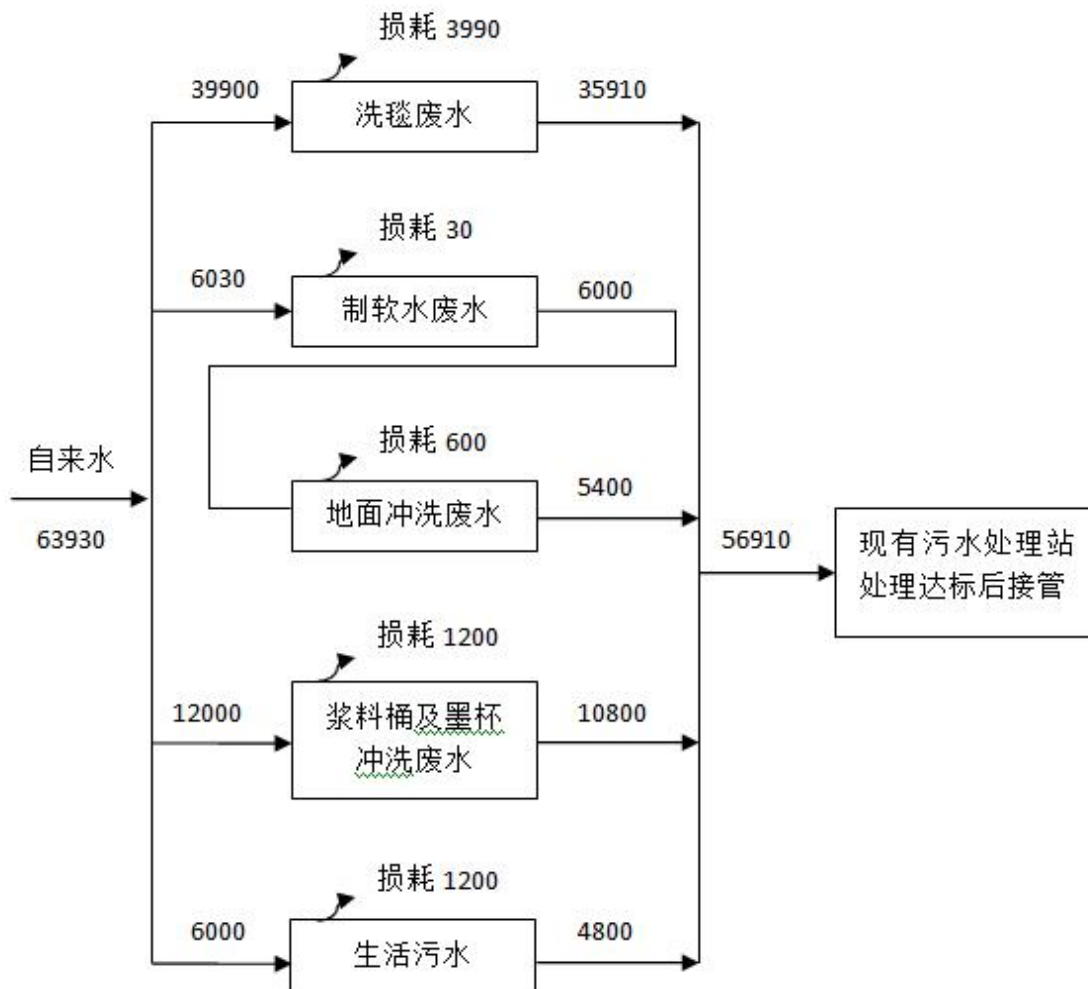 损耗 3990
39900
洗毯废水
35910
损耗 30
6030
制软水废水
6000
损耗 600
自来水
63930
地面冲洗废水
5400
56910
现有污水处理站
处理达标后接管
损耗 1200
12000
浆料桶及墨杯
冲洗废水
10800
损耗 1200
6000
生活污水
4800